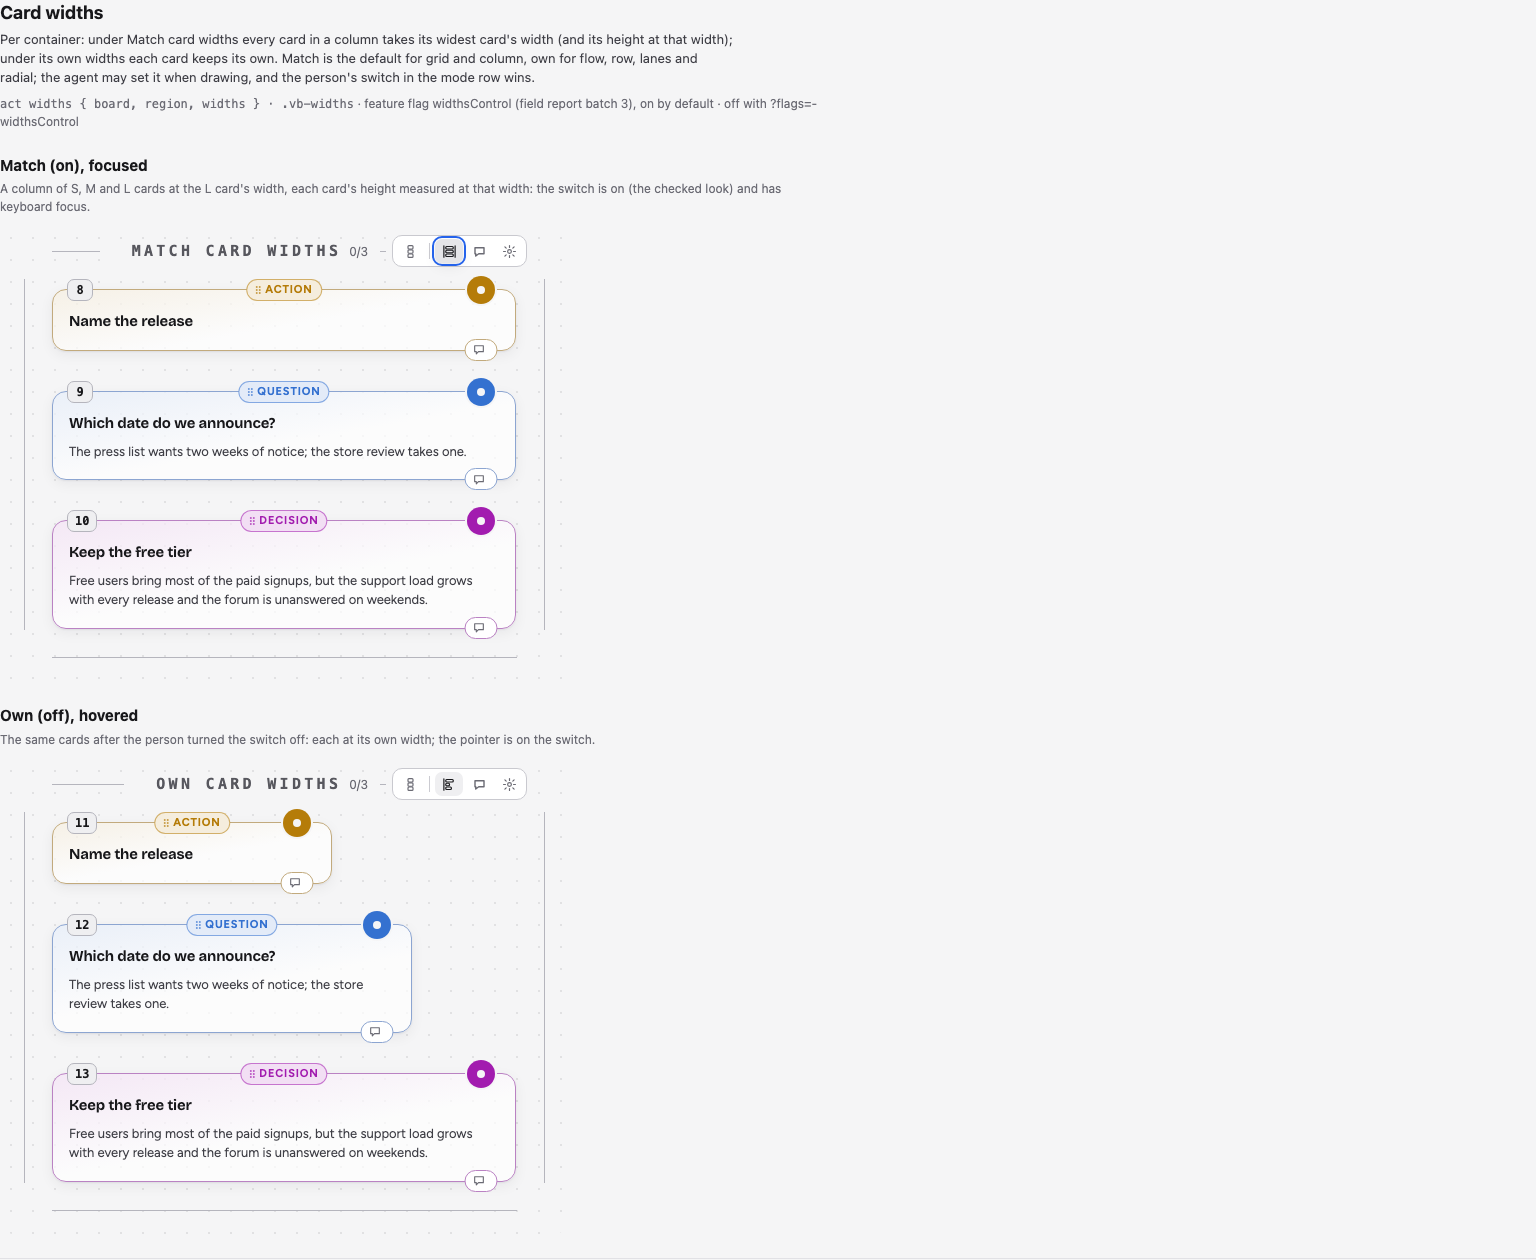 Card widths
Per container: under Match card widths every card in a column takes its widest card's width (and its height at that width);
under its own widths each card keeps its own. Match is the default for grid and column, own for flow, row, lanes and
radial; the agent may set it when drawing, and the person's switch in the mode row wins.
act widths { board, region, widths } · .vb-widths · feature flag widthsControl (field report batch 3), on by default · off with ?flags=-
widthsControl
Match (on), focused
A column of S, M and L cards at the L card's width, each card's height measured at that width: the switch is on (the checked look) and has
keyboard focus.
MATCH CARD WIDTHS 0/3
8 ACTION
Name the release
9 QUESTION
Which date do we announce?
The press list wants two weeks of notice; the store review takes one.
10 DECISION
Keep the free tier
Free users bring most of the paid signups, but the support load grows
with every release and the forum is unanswered on weekends.
Own (off), hovered
The same cards after the person turned the switch off: each at its own width; the pointer is on the switch.
OWN CARD WIDTHS 0/3
11 ACTION
Name the release
12 QUESTION
Which date do we announce?
The press list wants two weeks of notice; the store
review takes one.
13 DECISION
Keep the free tier
Free users bring most of the paid signups, but the support load grows
with every release and the forum is unanswered on weekends.